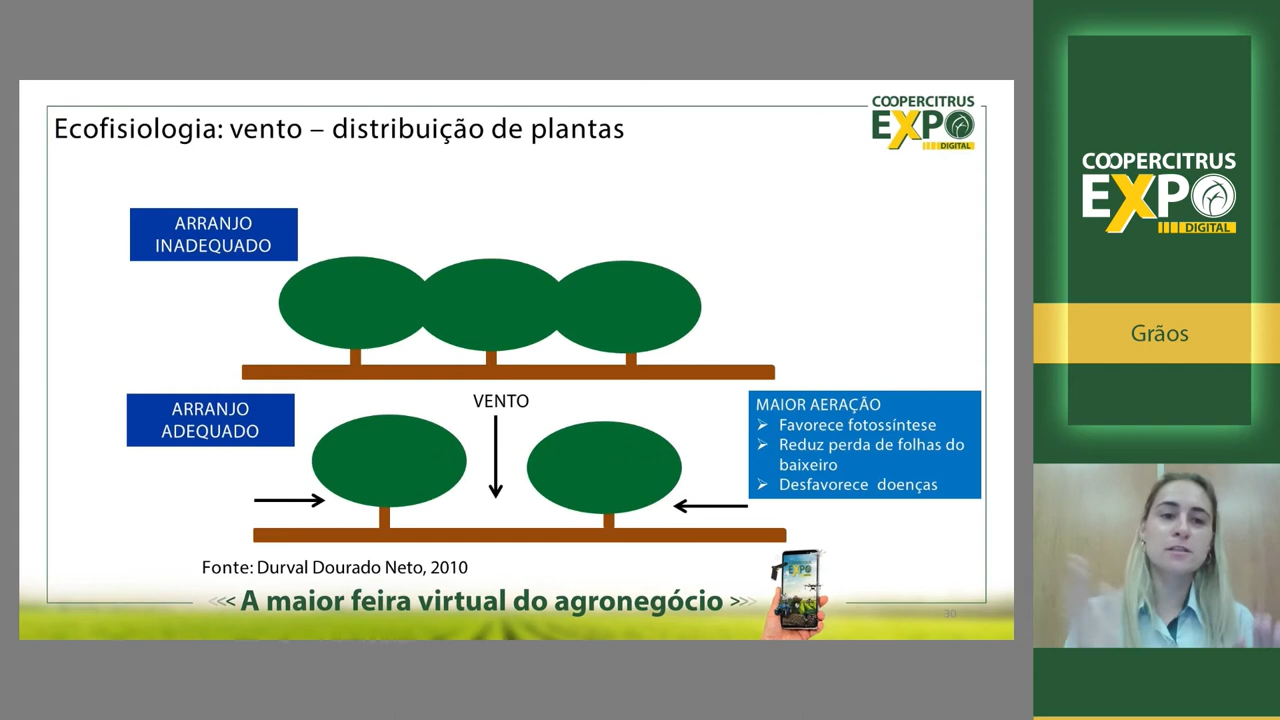 Ecofisiologia: vento – distribuição de plantas
COOPERCITRUS
EXPO
DIGITAL
ARRANJO
INADEQUADO
ARRANJO
ADEQUADO
VENTO
MAIOR AERAÇÃO
Favorece fotossíntese
Reduz perda de folhas do
baixeiro
Desfavorece doenças
Fonte: Durval Dourado Neto, 2010
<<< A maior feira virtual do agronegócio >>>
30
COOPERCITRUS
EXPO
DIGITAL
Grãos